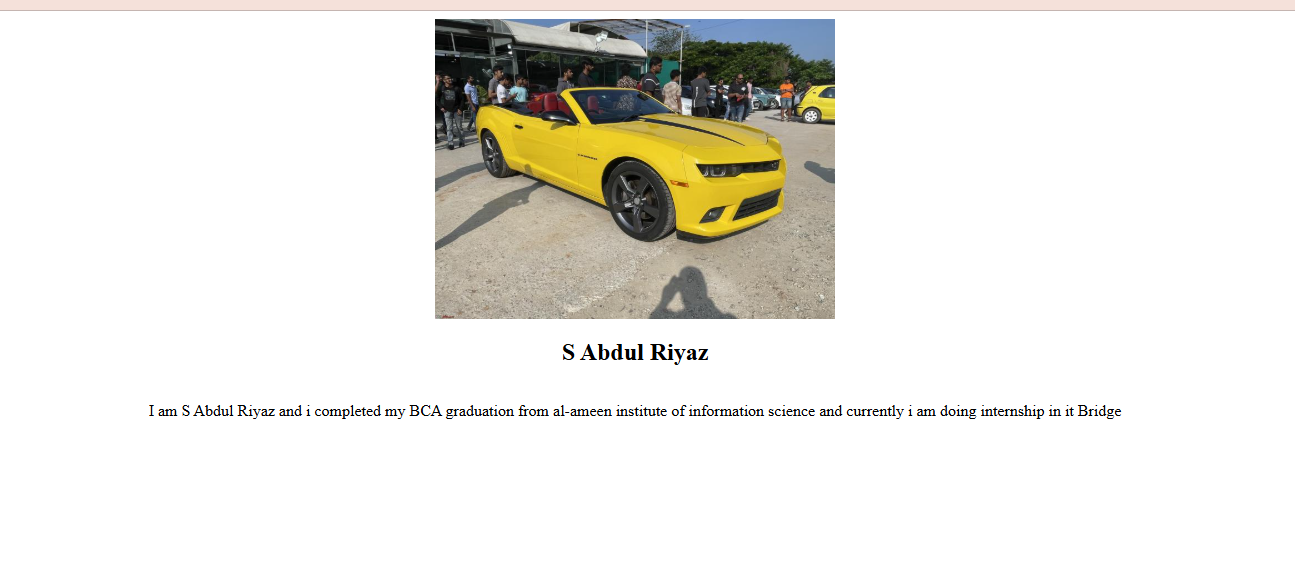 S Abdul Riyaz
I am S Abdul Riyaz and i completed my BCA graduation from al-ameen institute of information science and currently i am doing internship in it Bridge